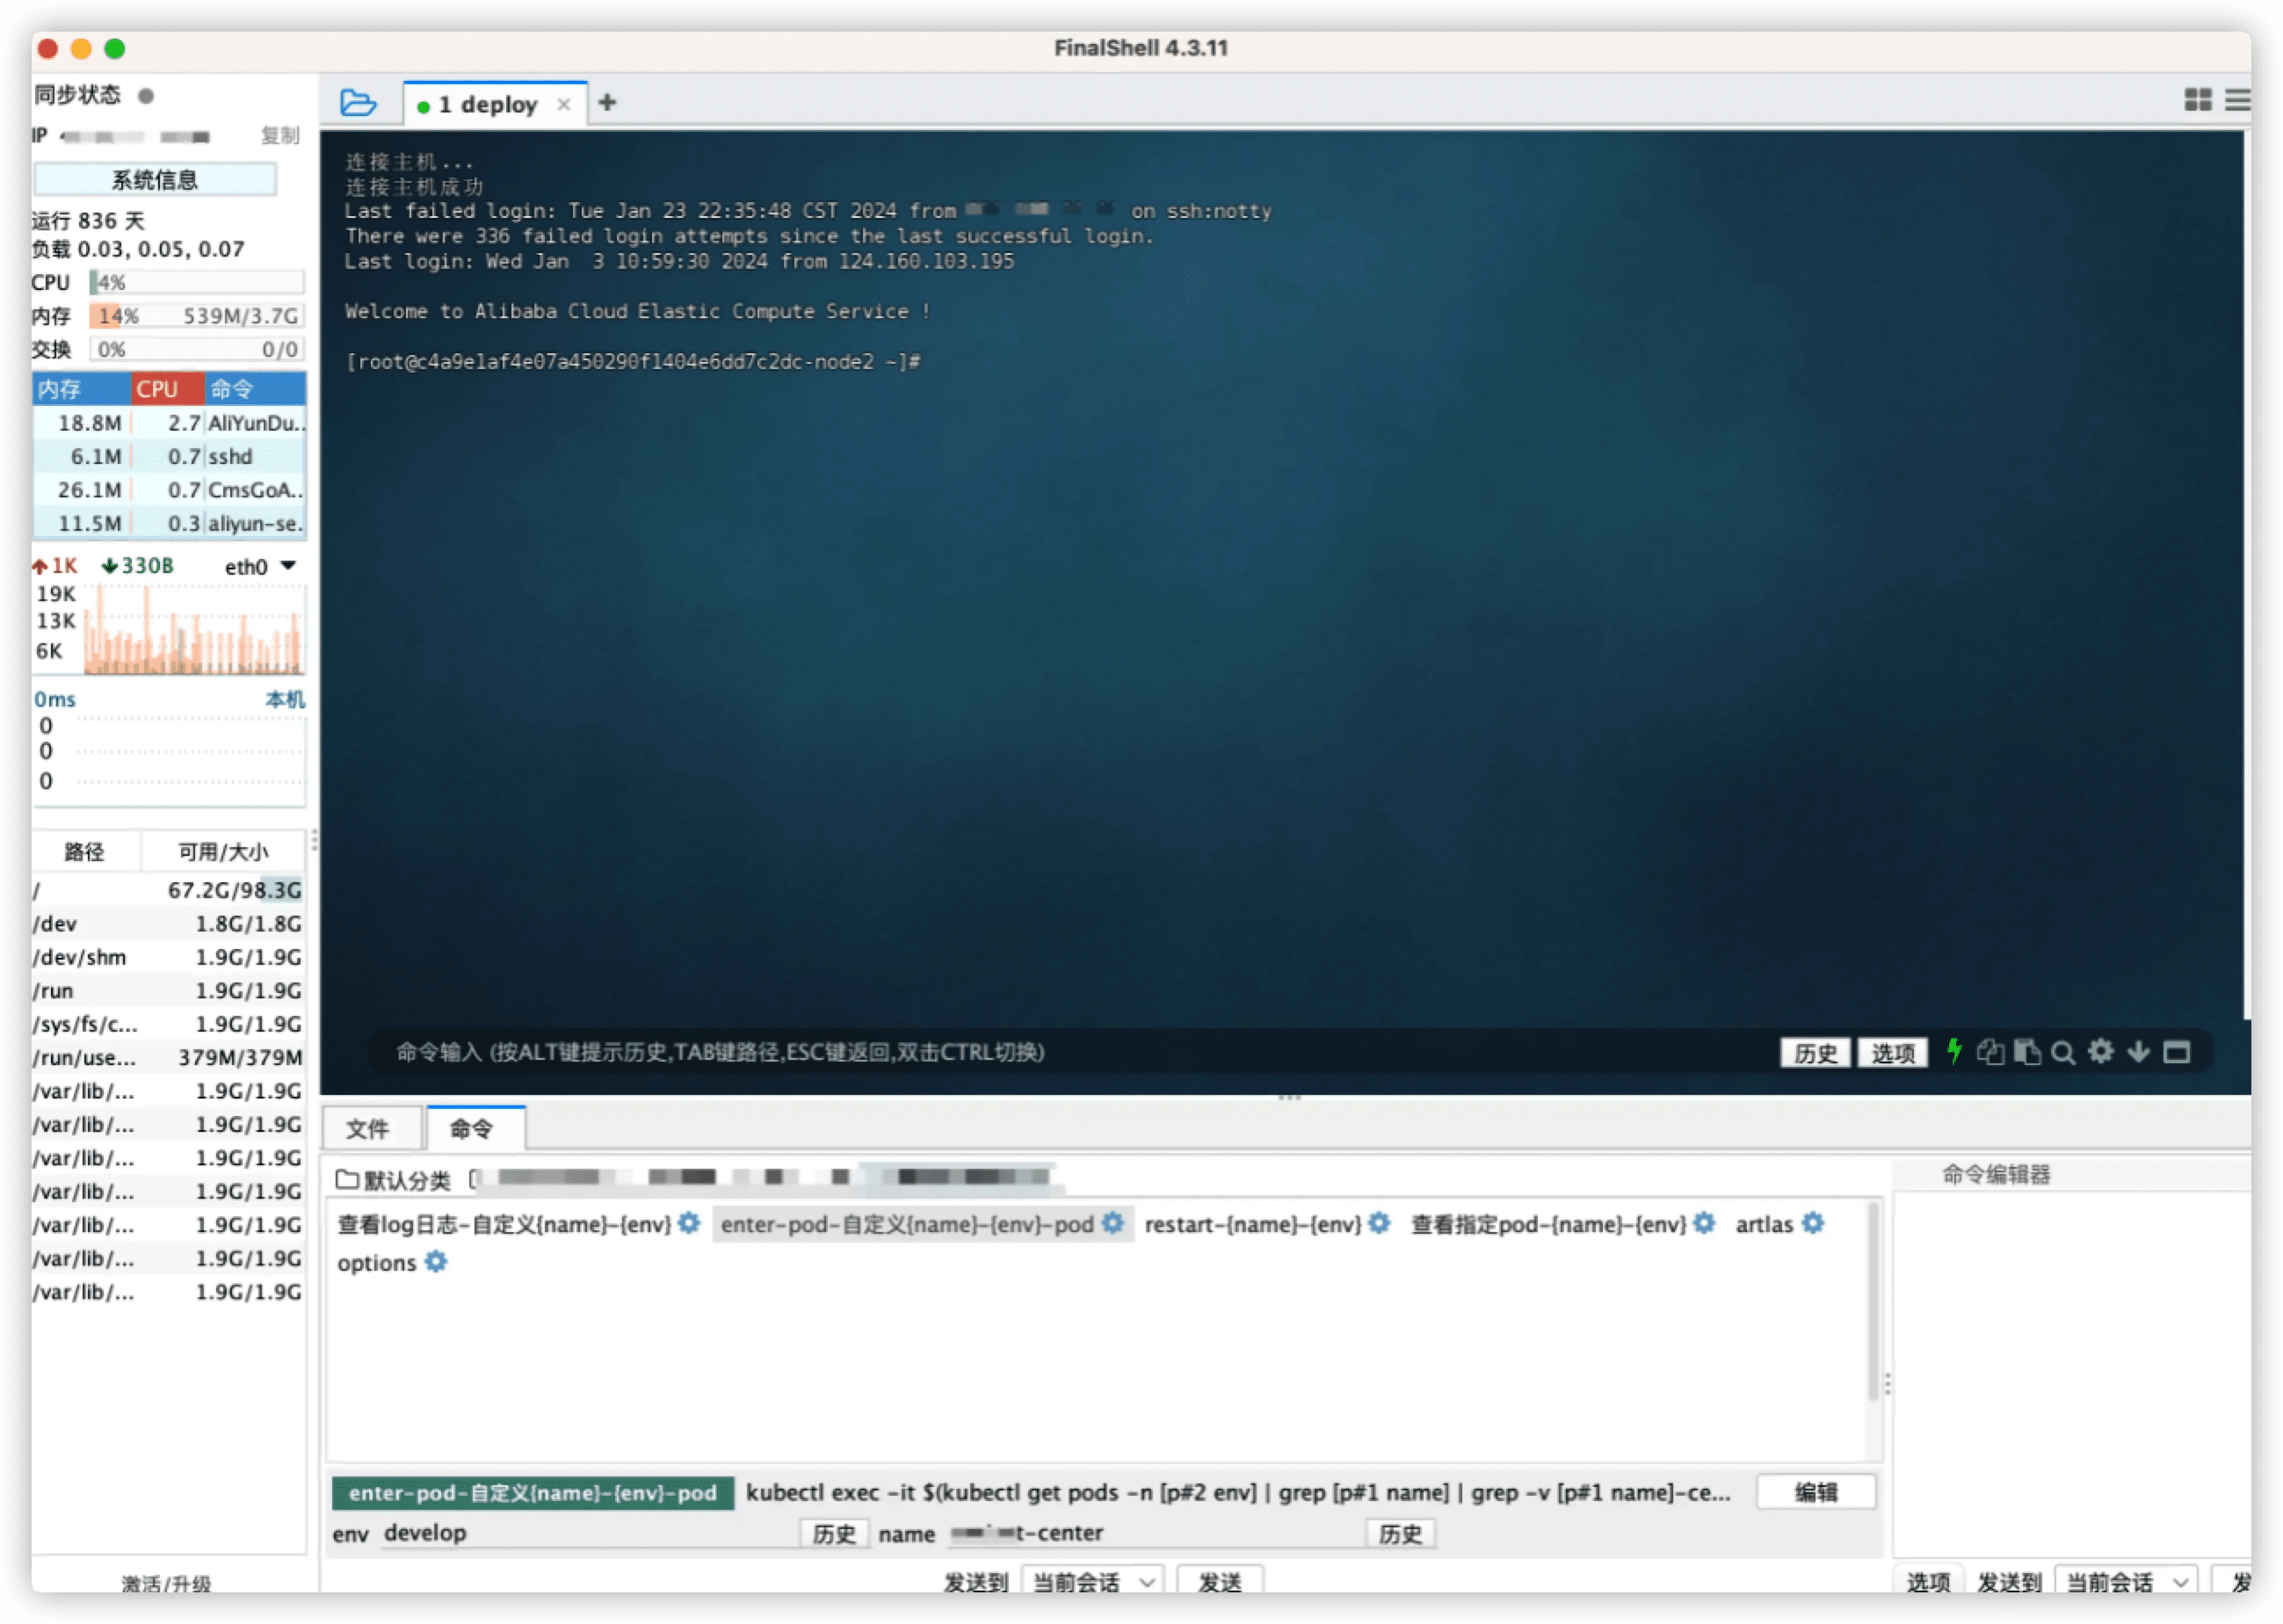 FinalShell 4.3.11
同步状态
IP 复制
系统信息
运行 836 天
负载 0.03, 0.05, 0.07
CPU 4%
内存 14% 539M/3.7G
交换 0% 0/0
内存 CPU 命令
18.8M 2.7 AliYunDu..
6.1M 0.7 sshd
26.1M 0.7 CmsGoA..
11.5M 0.3 aliyun-se.
1K 330B eth0
19K
13K
6K
0ms 本机
0
0
0
路径 可用/大小
/ 67.2G/98.3G
/dev 1.8G/1.8G
/dev/shm 1.9G/1.9G
/run 1.9G/1.9G
/sys/fs/c... 1.9G/1.9G
/run/use... 379M/379M
/var/lib/... 1.9G/1.9G
/var/lib/... 1.9G/1.9G
/var/lib/... 1.9G/1.9G
/var/lib/... 1.9G/1.9G
/var/lib/... 1.9G/1.9G
/var/lib/... 1.9G/1.9G
/var/lib/... 1.9G/1.9G
激活/升级
1 deploy
连接主机...
连接主机成功
Last failed login: Tue Jan 23 22:35:48 CST 2024 from on ssh:notty
There were 336 failed login attempts since the last successful login.
Last login: Wed Jan  3 10:59:30 2024 from 124.160.103.195
Welcome to Alibaba Cloud Elastic Compute Service !
[root@c4a9e1af4e07a450290f1404e6dd7c2dc-node2 ~]#
命令输入 (按ALT键提示历史,TAB键路径,ESC键返回,双击CTRL切换) 历史 选项
文件 命令
默认分类
查看log日志-自定义{name}-{env} enter-pod-自定义{name}-{env}-pod restart-{name}-{env} 查看指定pod-{name}-{env} artlas
options
enter-pod-自定义{name}-{env}-pod kubectl exec -it $(kubectl get pods -n [p#2 env] | grep [p#1 name] | grep -v [p#1 name]-ce... 编辑
env develop 历史 name t-center 历史
发送到 当前会话 发送
命令编辑器
选项 发送到 当前会话 发